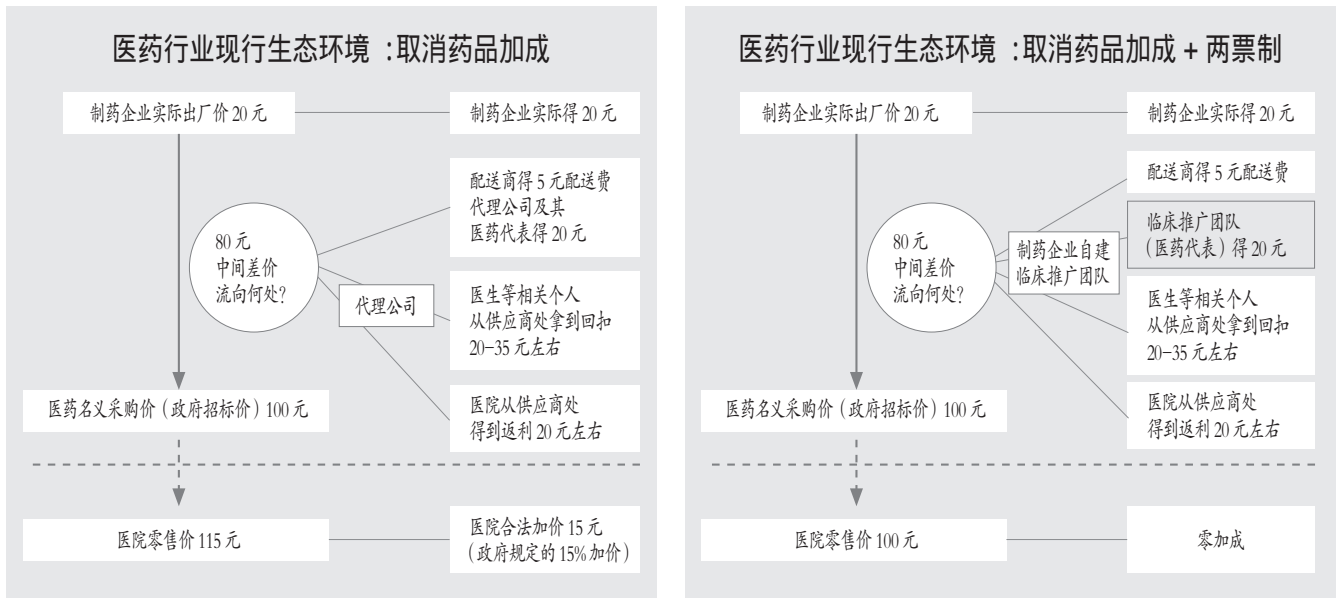 医药行业现行生态环境 :取消药品加成
制药企业实际出厂价 20 元
制药企业实际得 20 元
配送商得 5 元配送费
代理公司及其
医药代表得 20 元
80 元
中间差价
流向何处?
代理公司
医生等相关个人
从供应商处拿到回扣
20-35 元左右
医药名义采购价（政府招标价）100 元
医院从供应商处
得到返利 20 元左右
医院零售价 115 元
医院合法加价 15 元
（政府规定的 15% 加价）
医药行业现行生态环境 :取消药品加成 + 两票制
制药企业实际出厂价 20 元
制药企业实际得 20 元
配送商得 5 元配送费
80 元
中间差价
流向何处?
制药企业自建
临床推广团队
临床推广团队
（医药代表）得 20 元
医生等相关个人
从供应商处拿到回扣
20-35 元左右
医药名义采购价（政府招标价）100 元
医院从供应商处
得到返利 20 元左右
医院零售价 100 元
零加成